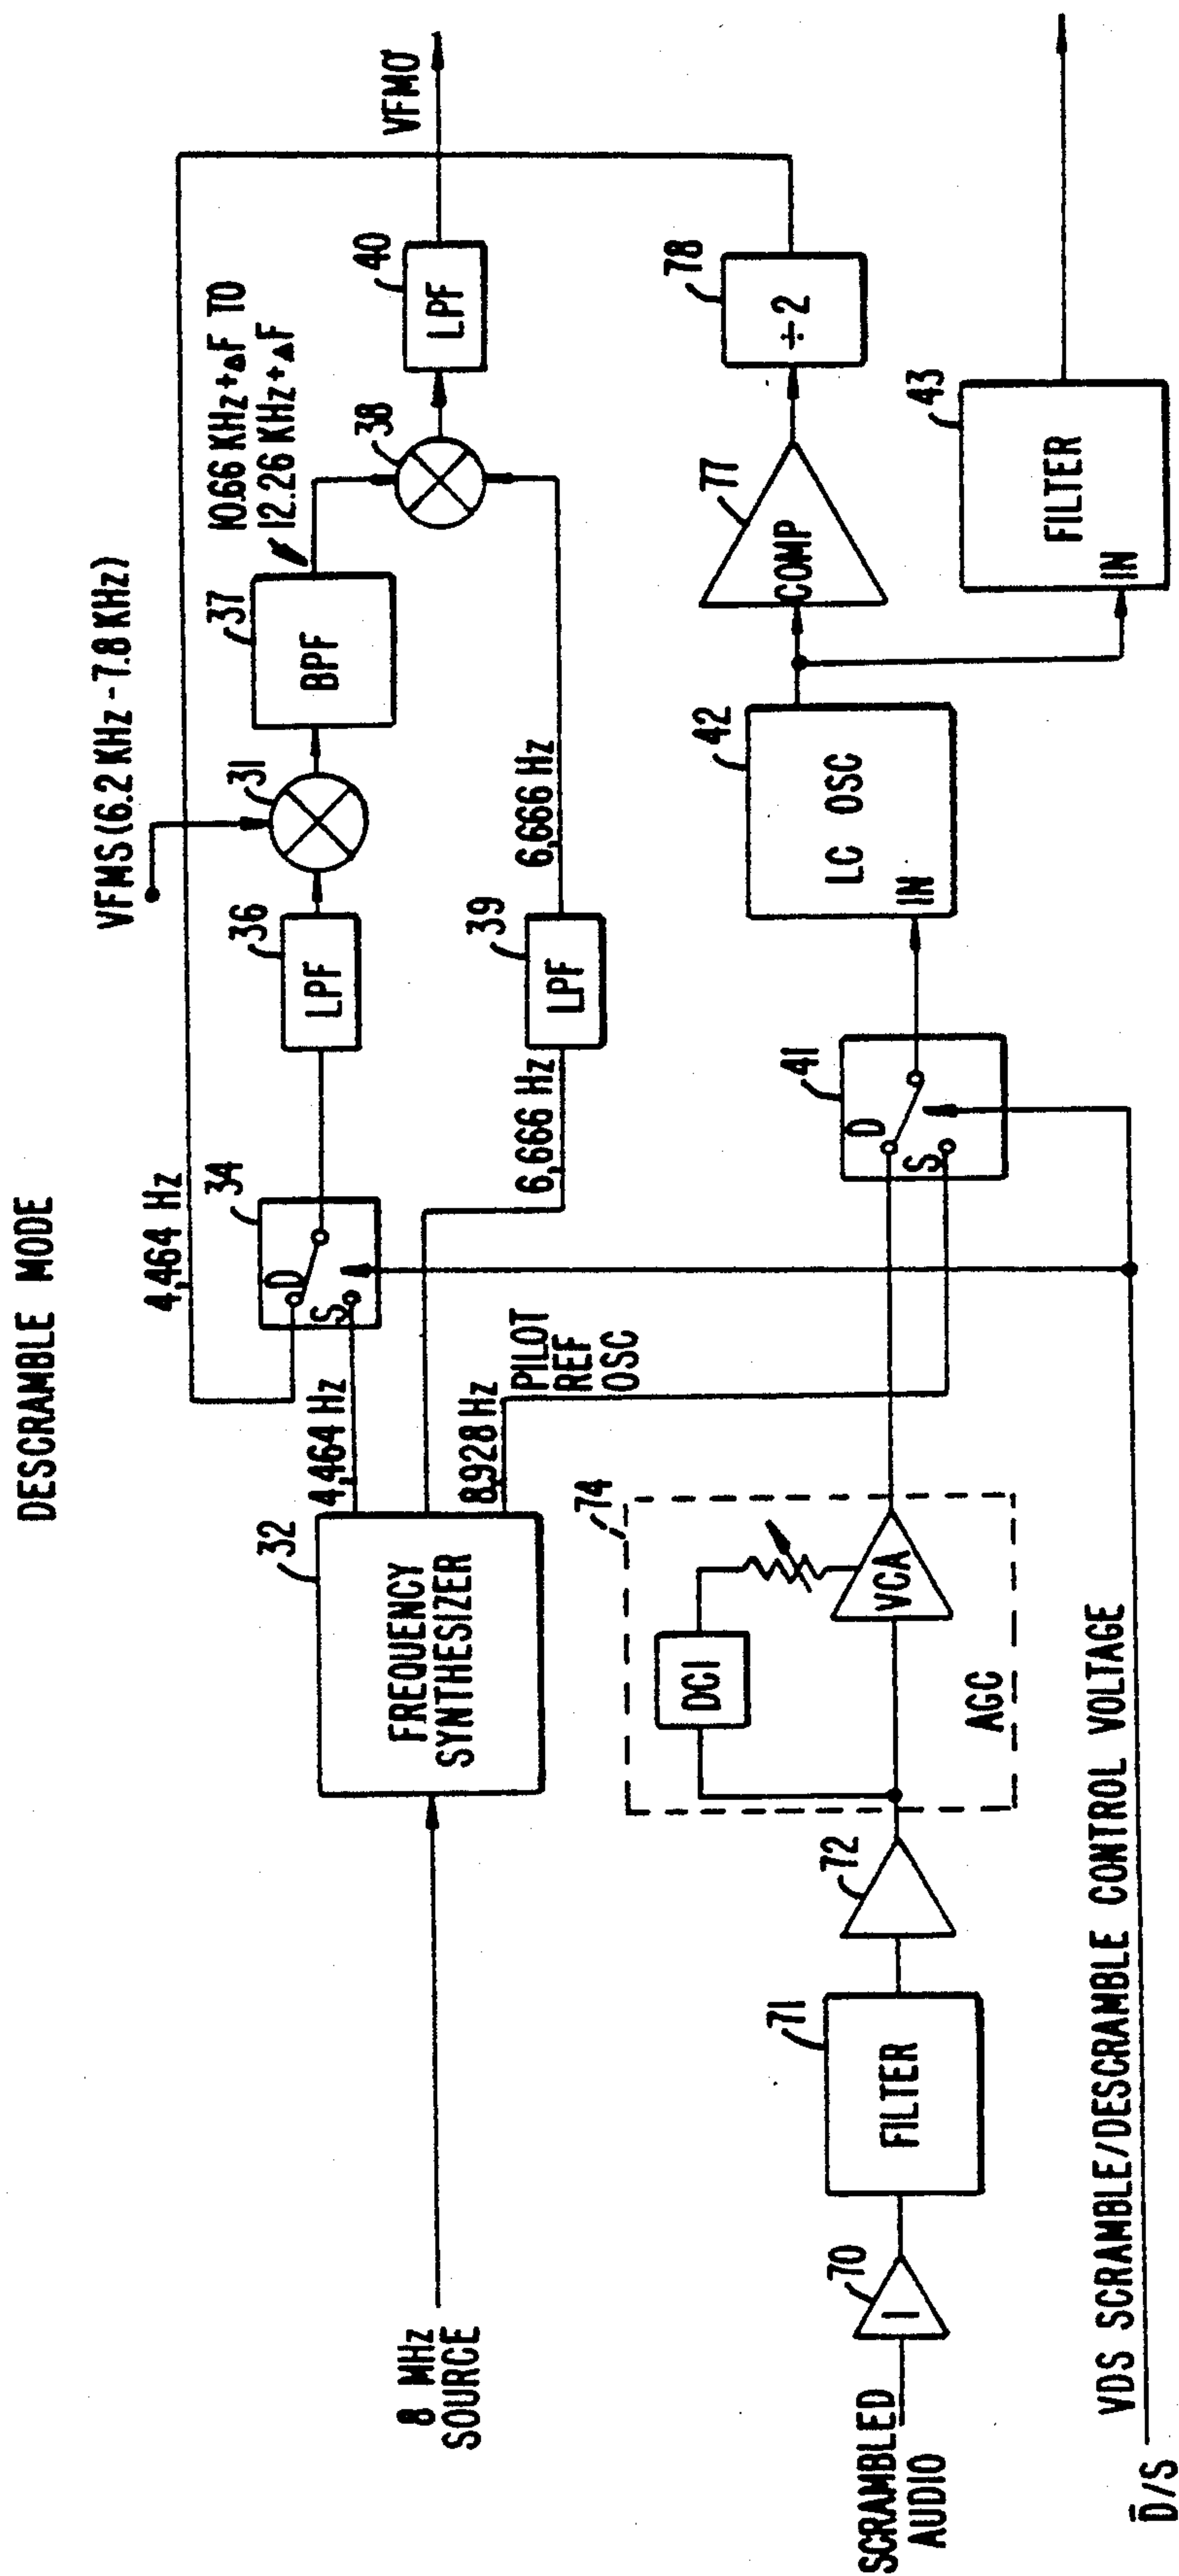 DESCRAMBLE MODE
VFMS (6.2 KHz - 7.8 KHz)
4,464 Hz
34
D
S
36
LPF
31
37
BPF
10.66 KHz+ΔF TO
12.26 KHz+ΔF
38
40
LPF
VFMO
8 MHz
SOURCE
32
FREQUENCY
SYNTHESIZER
4,464 Hz
8,928 Hz
PILOT
REF
OSC
6,666 Hz
39
LPF
6,666 Hz
SCRAMBLED
AUDIO
70
1
71
FILTER
72
74
DC1
VCA
AGC
41
D
S
42
LC OSC
IN
77
COMP
78
÷2
43
FILTER
IN
VDS SCRAMBLE/DESCRAMBLE CONTROL VOLTAGE
D̄/S